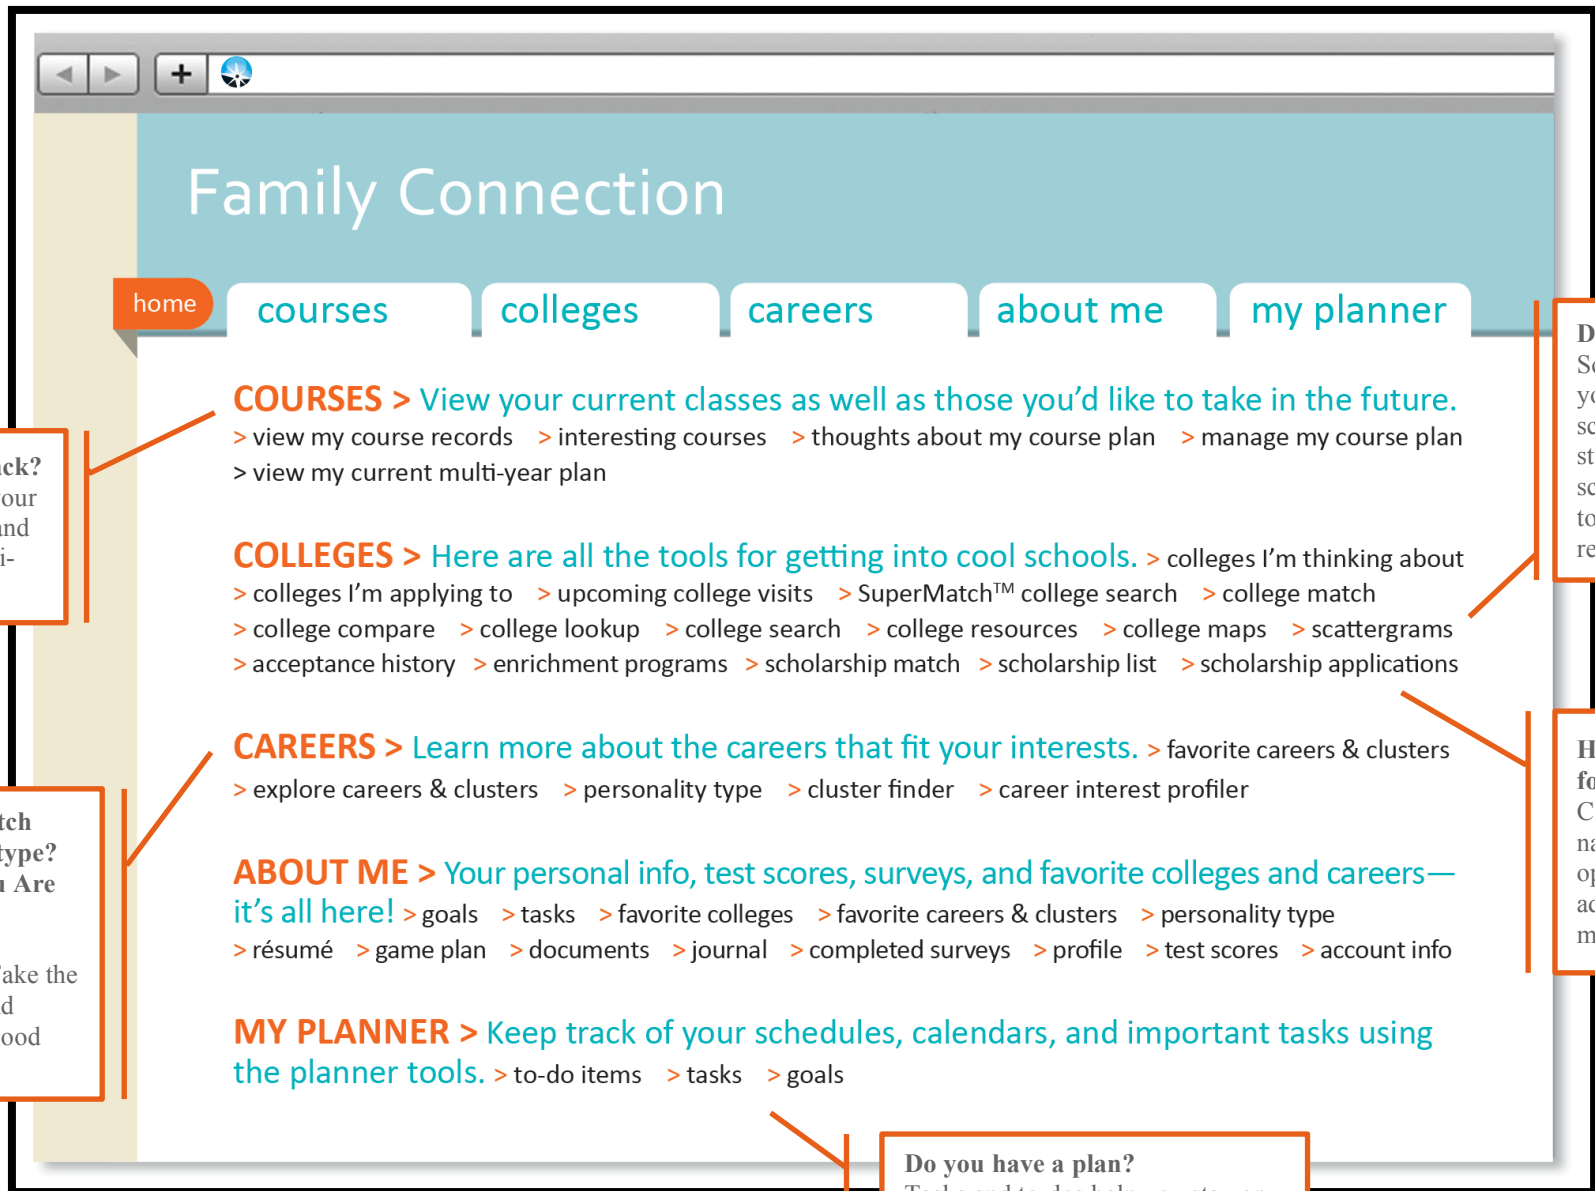 Family Connection
home courses colleges careers about me my planner
COURSES > View your current classes as well as those you’d like to take in the future.
> view my course records > interesting courses > thoughts about my course plan > manage my course plan
> view my current multi-year plan
COLLEGES > Here are all the tools for getting into cool schools. > colleges I’m thinking about
> colleges I’m applying to > upcoming college visits > SuperMatch™ college search > college match
> college compare > college lookup > college search > college resources > college maps > scattergrams
> acceptance history > enrichment programs > scholarship match > scholarship list > scholarship applications
CAREERS > Learn more about the careers that fit your interests. > favorite careers & clusters
> explore careers & clusters > personality type > cluster finder > career interest profiler
ABOUT ME > Your personal info, test scores, surveys, and favorite colleges and careers—
it’s all here! > goals > tasks > favorite colleges > favorite careers & clusters > personality type
> résumé > game plan > documents > journal > completed surveys > profile > test scores > account info
MY PLANNER > Keep track of your schedules, calendars, and important tasks using
the planner tools. > to-do items > tasks > goals
and
type?
Are
ake the
ood
Do you have a plan?